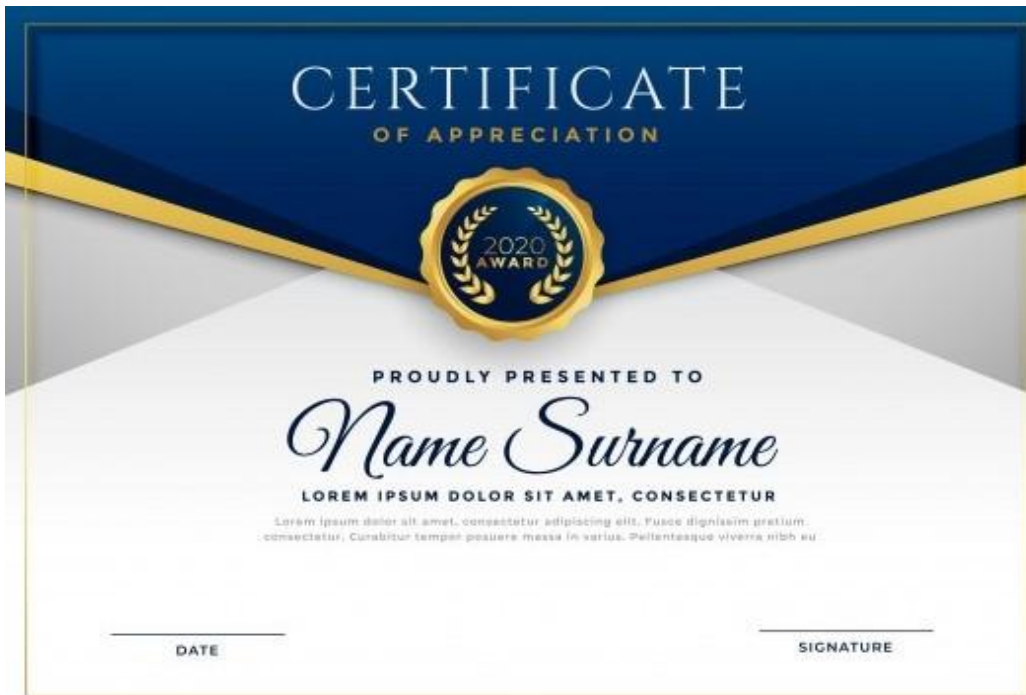 CERTIFICATE
OF APPRECIATION
2020
AWARD
PROUDLY PRESENTED TO
Name Surname
LOREM IPSUM DOLOR SIT AMET, CONSECTETUR
Lorem ipsum dolor sit amet, consectetur adipiscing elit. Fusce dignissim pretium
consectetur. Curabitur tempor posuere massa in varius. Pellentesque viverra nibh eu
DATE
SIGNATURE